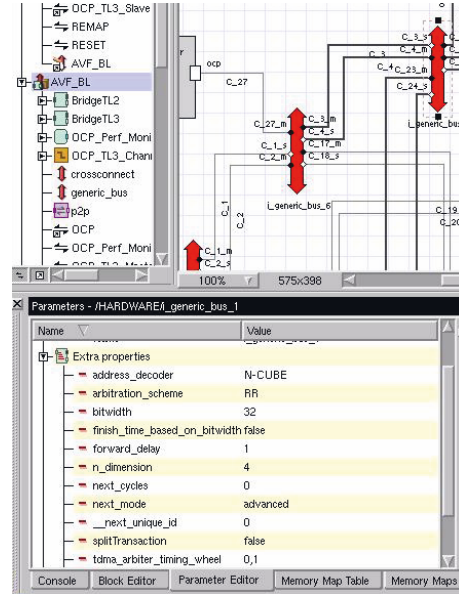 OCP_TL3_Slave
REMAP
RESET
AVF_BL
AVF_BL
BridgeTL2
BridgeTL3
OCP_Perf_Moni
OCP_TL3_Chann
crossconnect
generic_bus
p2p
OCP
OCP_Perf_Moni
r
ocp
C_27
C_27_m
C_1_s
C_2_m
C_3_m
C_4_s
C_17_m
C_18_s
i_generic_bus_6
C_1
C_2
C_1_m
C_2_s
C_3
C_3_s
C_4_m
C_23_m
C_24_s
i_generic_bus
C_19
100%
575x398
Parameters - /HARDWARE/i_generic_bus_1
Name Value
Extra properties
address_decoder N-CUBE
arbitration_scheme RR
bitwidth 32
finish_time_based_on_bitwidth false
forward_delay 1
n_dimension 4
next_cycles 0
next_mode advanced
__next_unique_id 0
splitTransaction false
tdma_arbiter_timing_wheel 0,1
Console Block Editor Parameter Editor Memory Map Table Memory Maps